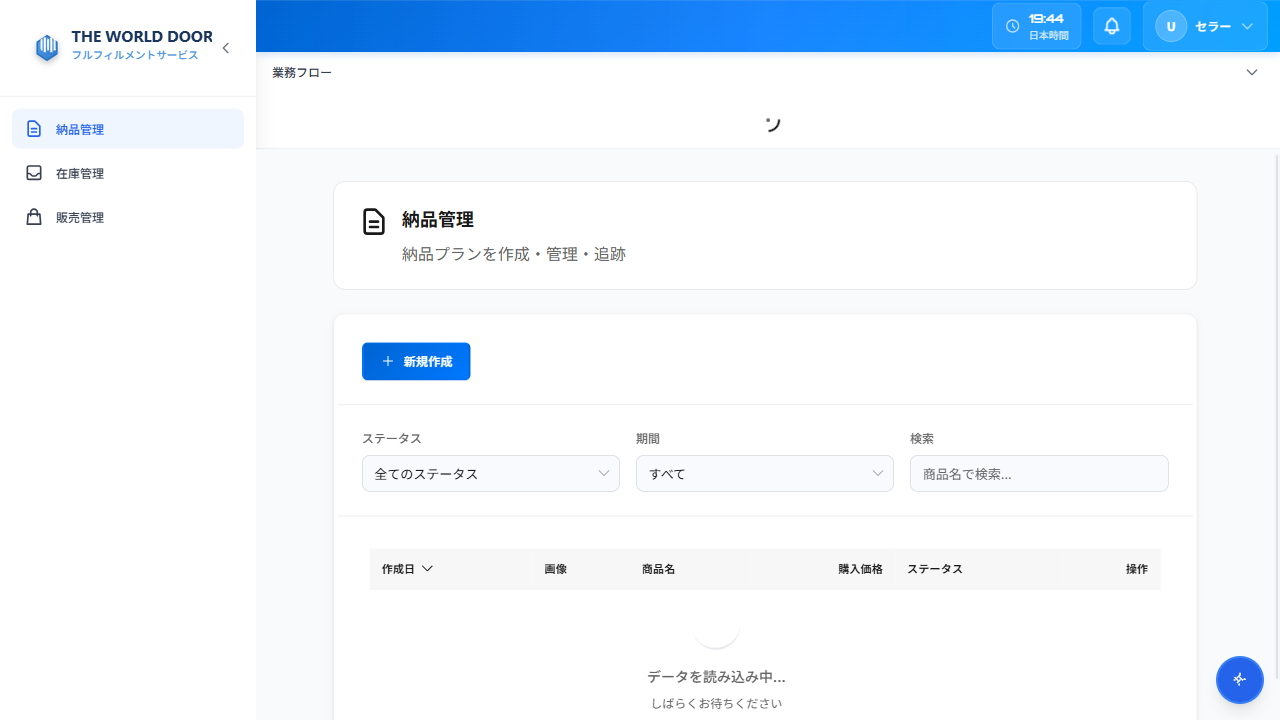 THE WORLD DOOR
フルフィルメントサービス
納品管理
在庫管理
販売管理
19:44
日本時間
U
セラー
業務フロー
納品管理
納品プランを作成・管理・追跡
新規作成
ステータス
期間
検索
全てのステータス
すべて
商品名で検索...
作成日
画像
商品名
購入価格
ステータス
操作
データを読み込み中...
しばらくお待ちください